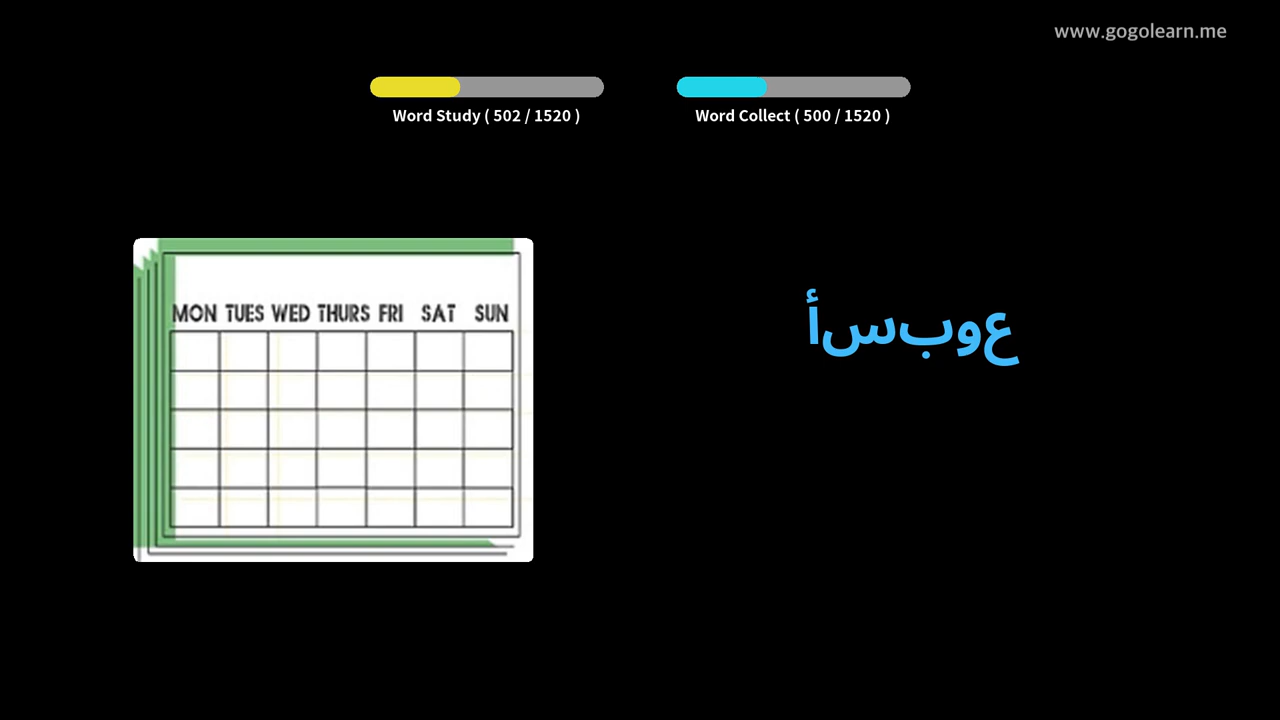 www.gogolearn.me
Word Study ( 502 / 1520 )
Word Collect ( 500 / 1520 )
MON TUES WED THURS FRI SAT SUN
عوبسأ